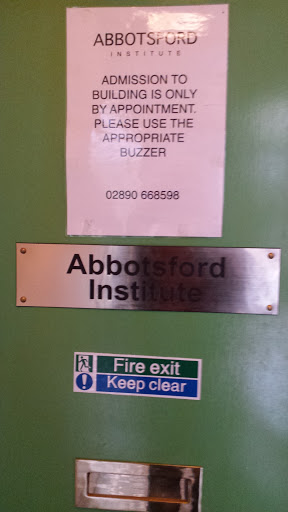 ABBOTSFORD
INSTITUTE
ADMISSION TO
BUILDING IS ONLY
BY APPOINTMENT.
PLEASE USE THE
APPROPRIATE
BUZZER
02890 668598
Abbotsford
Institute
Fire exit
Keep clear